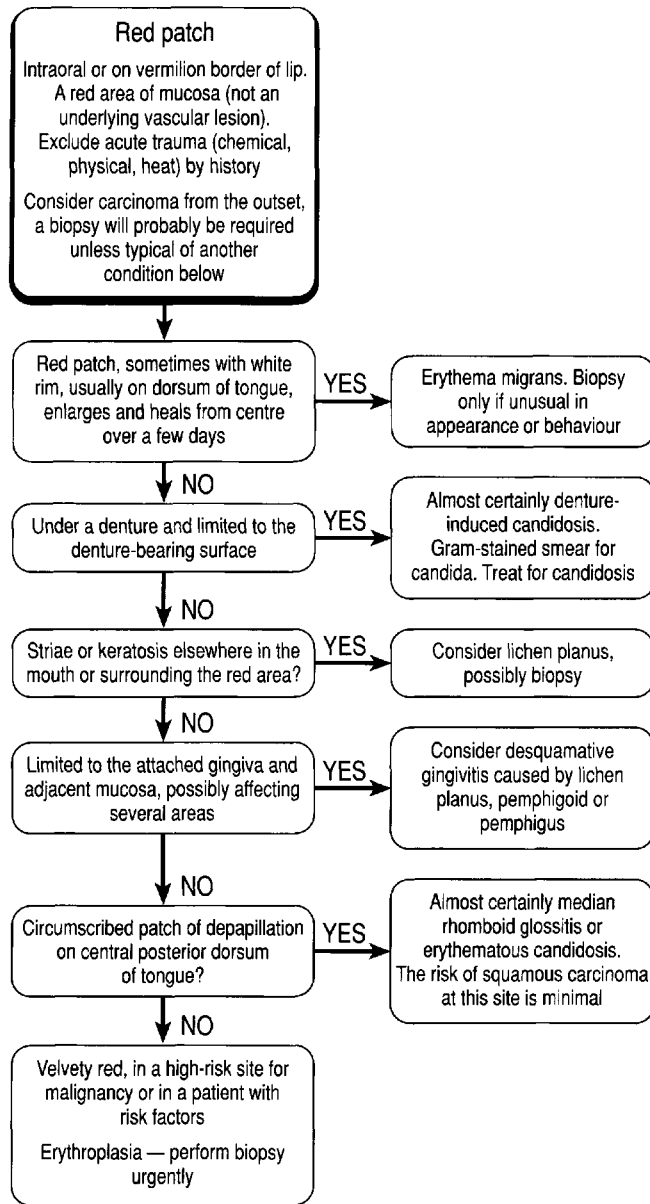 Red patch
Intraoral or on vermilion border of lip.
A red area of mucosa (not an
underlying vascular lesion).
Exclude acute trauma (chemical,
physical, heat) by history
Consider carcinoma from the outset,
a biopsy will probably be required
unless typical of another
condition below
Red patch, sometimes with white
rim, usually on dorsum of tongue,
enlarges and heals from centre
over a few days
YES
Erythema migrans. Biopsy
only if unusual in
appearance or behaviour
NO
Under a denture and limited to the
denture-bearing surface
YES
Almost certainly denture-
induced candidosis.
Gram-stained smear for
candida. Treat for candidosis
NO
Striae or keratosis elsewhere in the
mouth or surrounding the red area?
YES
Consider lichen planus,
possibly biopsy
NO
Limited to the attached gingiva and
adjacent mucosa, possibly affecting
several areas
YES
Consider desquamative
gingivitis caused by lichen
planus, pemphigoid or
pemphigus
NO
Circumscribed patch of depapillation
on central posterior dorsum
of tongue?
YES
Almost certainly median
rhomboid glossitis or
erythematous candidosis.
The risk of squamous carcinoma
at this site is minimal
NO
Velvety red, in a high-risk site for
malignancy or in a patient with
risk factors
Erythroplasia — perform biopsy
urgently